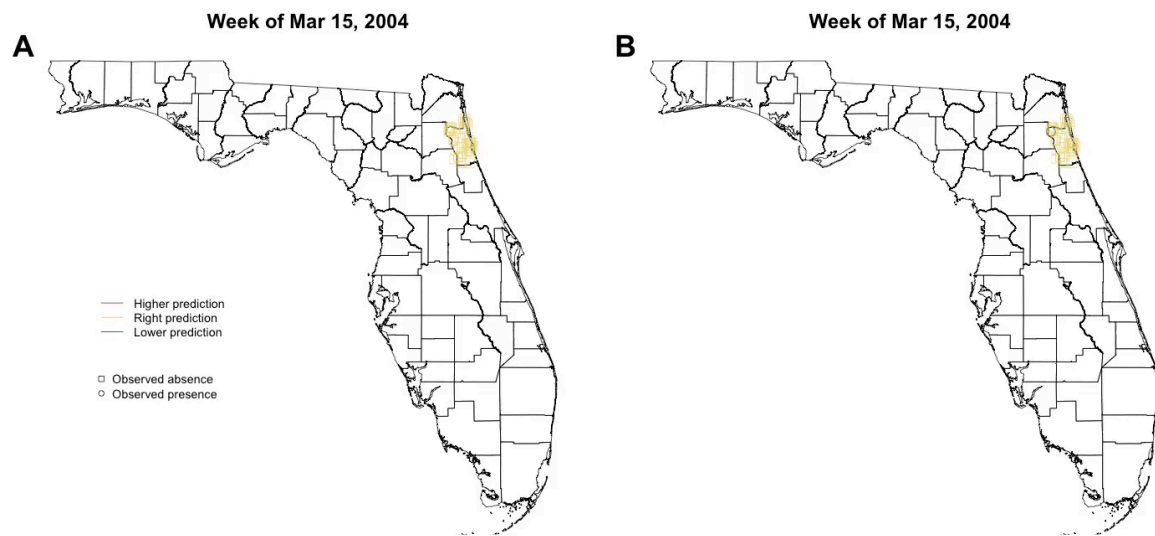 Week of Mar 15, 2004
A
Higher prediction
Right prediction
Lower prediction
Observed absence
Observed presence
Week of Mar 15, 2004
B